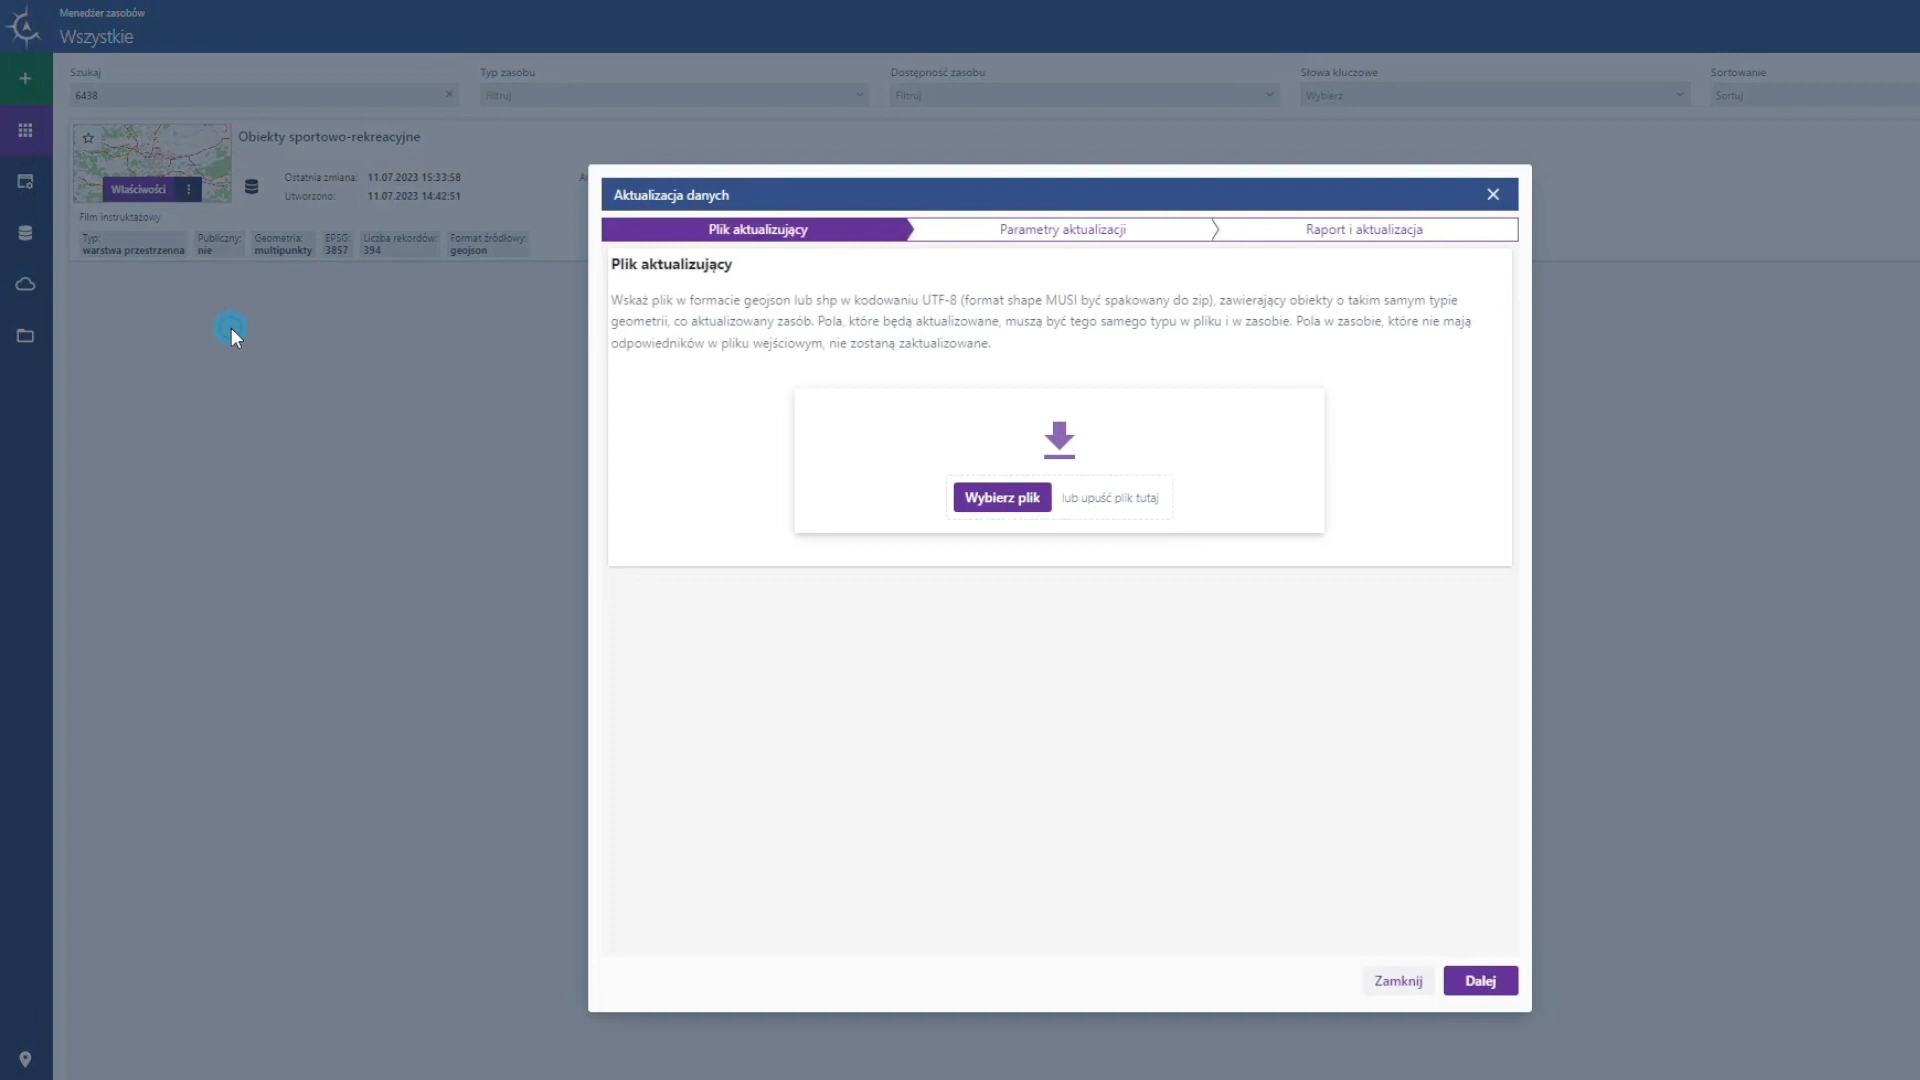 Menedżer zasobów
Wszystkie
Szukaj
6438
Typ zasobu
Filtruj
Dostępność zasobu
Filtruj
Słowa kluczowe
Wybierz
Sortowanie
Sortuj
Obiekty sportowo-rekreacyjne
Właściwości
Ostatnia zmiana: 11.07.2023 15:33:58
Utworzono: 11.07.2023 14:42:51
Film instruktażowy
Typ: Publiczny: Geometria: EPSG: Liczba rekordów: Format źródłowy:
warstwa przestrzenna nie multipunkty 3857 394 geojson
Aktualizacja danych
Plik aktualizujący
Parametry aktualizacji
Raport i aktualizacja
Plik aktualizujący
Wskaż plik w formacie geojson lub shp w kodowaniu UTF-8 (format shape MUSI być spakowany do zip), zawierający obiekty o takim samym typie
geometrii, co aktualizowany zasób. Pola, które będą aktualizowane, muszą być tego samego typu w pliku i w zasobie. Pola w zasobie, które nie mają
odpowiedników w pliku wejściowym, nie zostaną zaktualizowane.
Wybierz plik lub upuść plik tutaj
Zamknij
Dalej